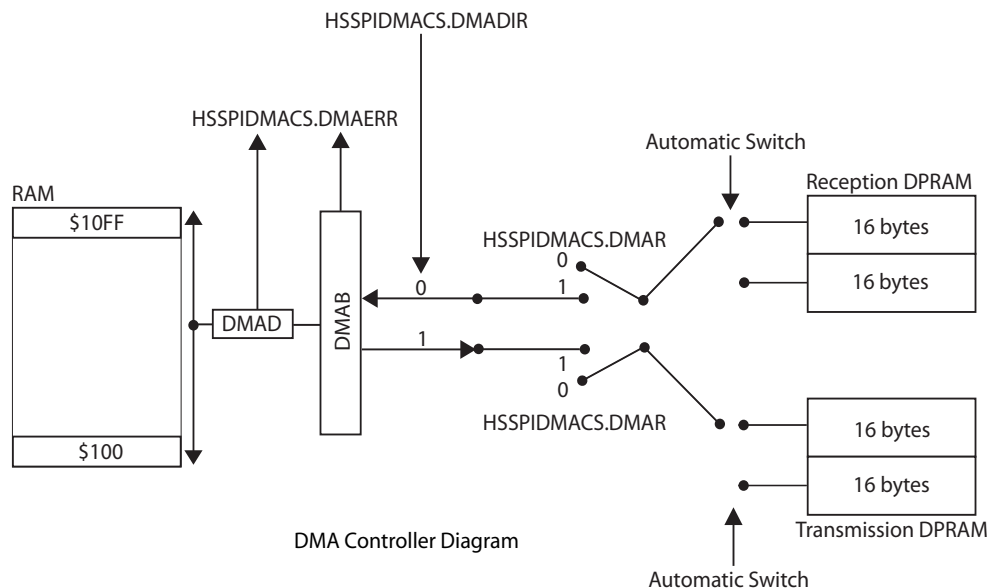 HSSPIDMACS.DMADIR
HSSPIDMACS.DMAERR
Automatic Switch
RAM
Reception DPRAM
$10FF
16 bytes
HSSPIDMACS.DMAR
0
16 bytes
0
1
DMAD
DMAB
1
1
0
HSSPIDMACS.DMAR
16 bytes
$100
16 bytes
Transmission DPRAM
DMA Controller Diagram
Automatic Switch